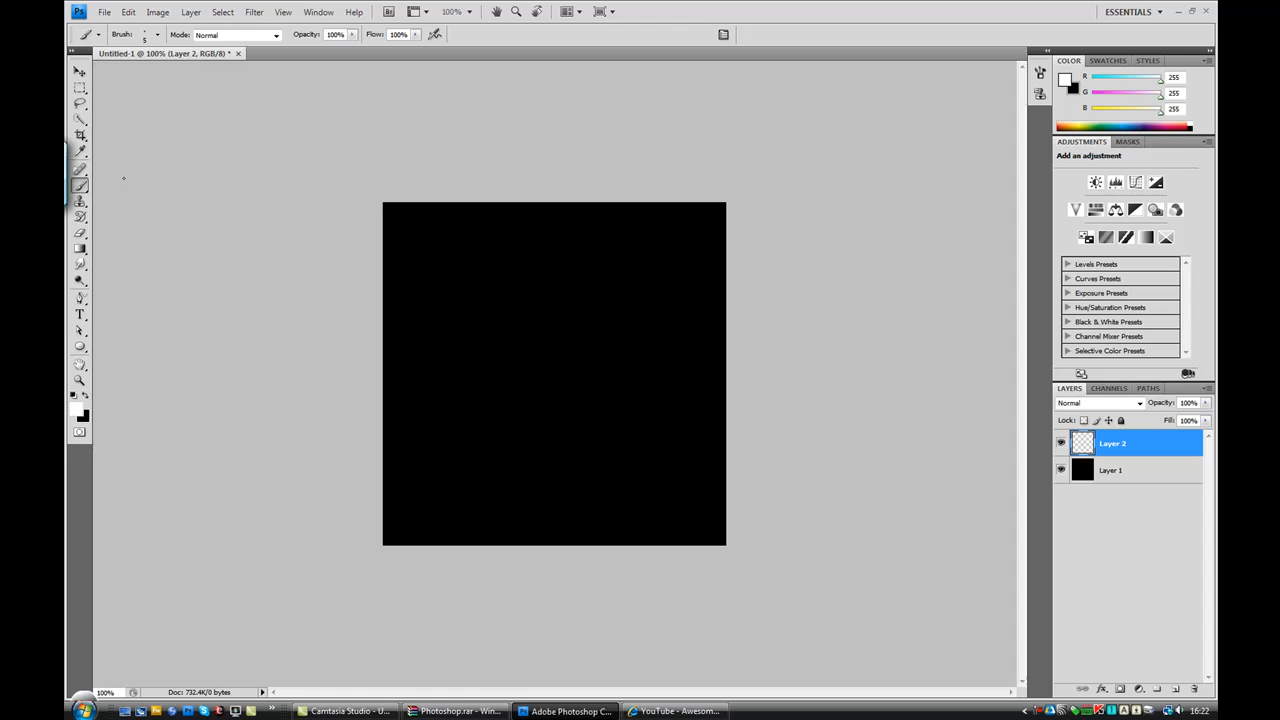 Ps File Edit Image Layer Select Filter View Window Help Br 100% ESSENTIALS
Brush: 5 Mode: Normal Opacity: 100% Flow: 100%
Untitled-1 @ 100% (Layer 2, RGB/8) *
COLOR SWATCHES STYLES
R 255
G 255
B 255
ADJUSTMENTS MASKS
Add an adjustment
Levels Presets
Curves Presets
Exposure Presets
Hue/Saturation Presets
Black & White Presets
Channel Mixer Presets
Selective Color Presets
LAYERS CHANNELS PATHS
Normal Opacity: 100%
Lock: Fill: 100%
Layer 2
Layer 1
T
100% Doc: 732.4K/0 bytes
Camtasia Studio - U... Photoshop.rar - Win... Adobe Photoshop C... YouTube - Awesom... 16:22